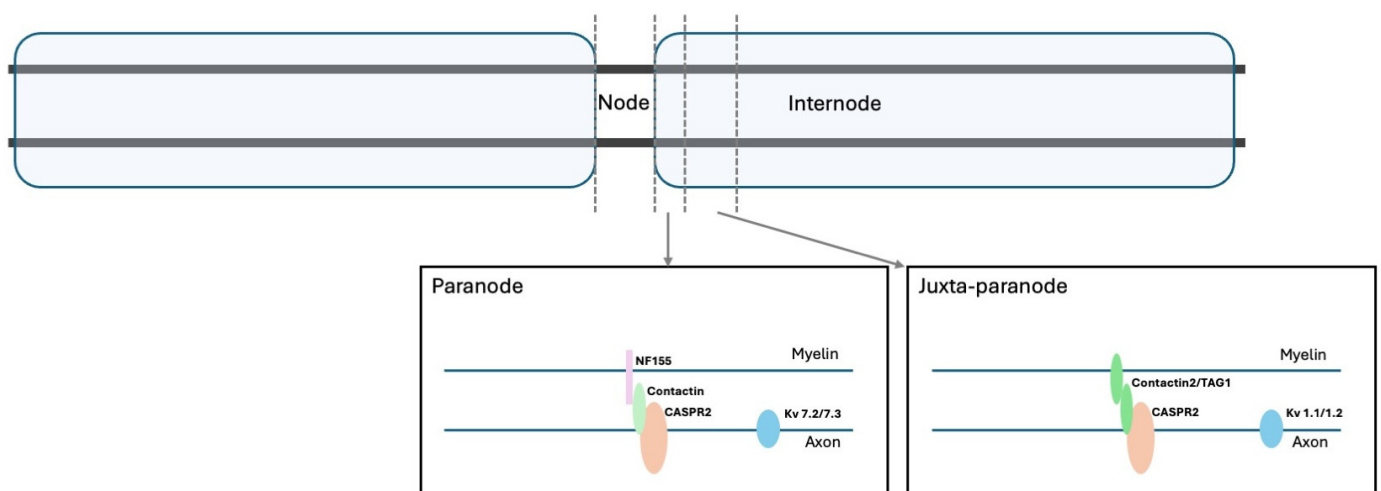 Node
Internode
Paranode
Myelin
NF155
Contactin
CASPR2
Kv 7.2/7.3
Axon
Juxta-paranode
Myelin
Contactin2/TAG1
CASPR2
Kv 1.1/1.2
Axon